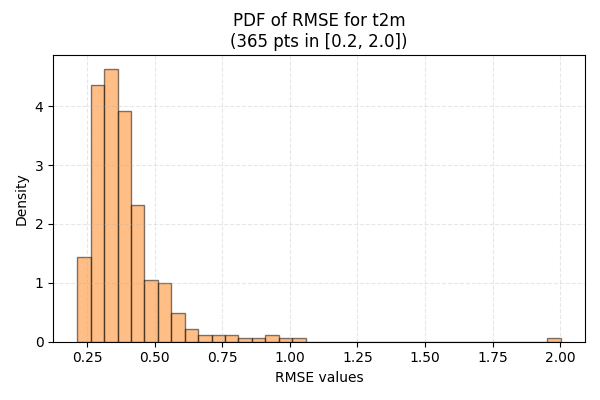 PDF of RMSE for t2m
(365 pts in [0.2, 2.0])
Density
4
3
2
1
0
0.25 0.50 0.75 1.00 1.25 1.50 1.75 2.00
RMSE values